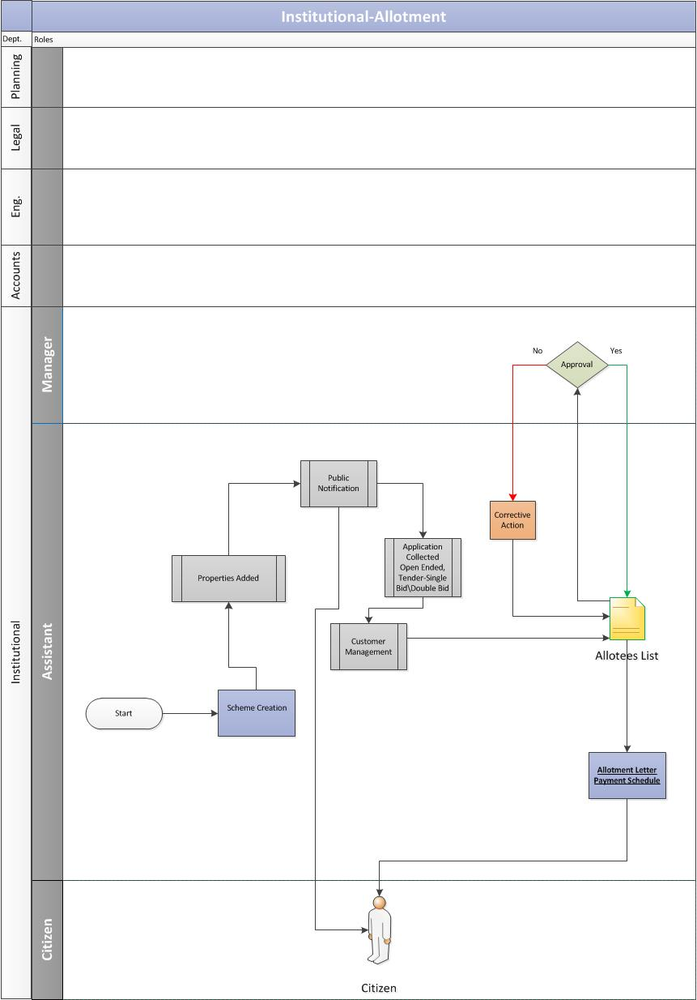 Institutional-Allotment
Dept.
Roles
Planning
Legal
Eng.
Accounts
Institutional
Manager
No
Yes
Approval
Assistant
Public
Notification
Corrective
Action
Application
Collected
Open Ended,
Tender-Single
Bid\Double Bid
Properties Added
Customer
Management
Allotees List
Start
Scheme Creation
Allotment Letter
Payment Schedule
Citizen
Citizen